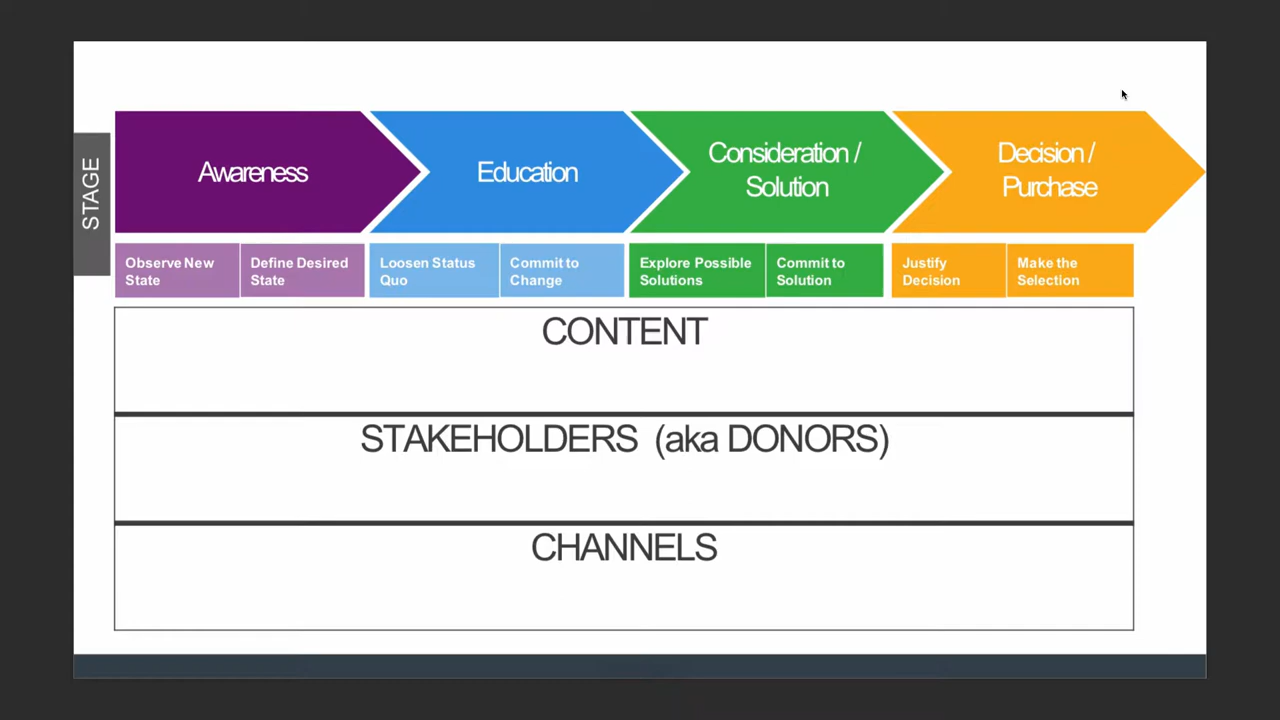 STAGE
Awareness
Education
Consideration /
Solution
Decision /
Purchase
Observe New
State
Define Desired
State
Loosen Status
Quo
Commit to
Change
Explore Possible
Solutions
Commit to
Solution
Justify
Decision
Make the
Selection
CONTENT
STAKEHOLDERS (aka DONORS)
CHANNELS